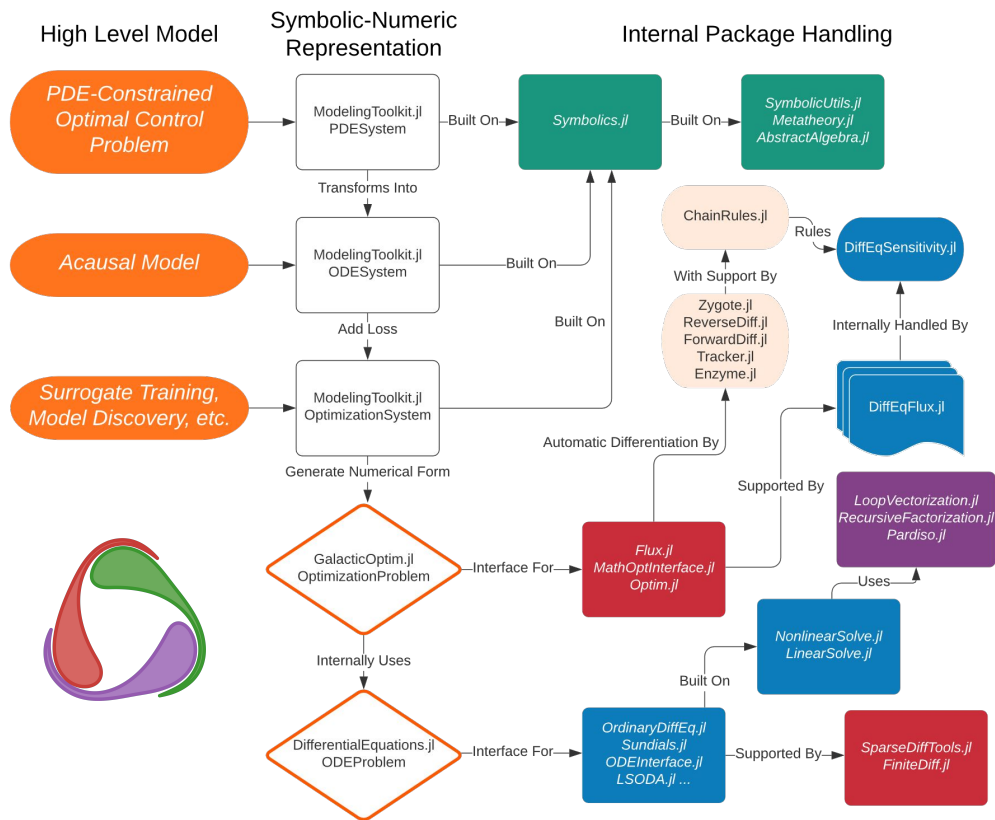 High Level Model
Symbolic-Numeric
Representation
Internal Package Handling
PDE-Constrained
Optimal Control
Problem
ModelingToolkit.jl
PDESystem
Built On
Symbolics.jl
Built On
SymbolicUtils.jl
Metatheory.jl
AbstractAlgebra.jl
Transforms Into
ChainRules.jl
Rules
DiffEqSensitivity.jl
Acausal Model
ModelingToolkit.jl
ODESystem
Built On
With Support By
Zygote.jl
ReverseDiff.jl
ForwardDiff.jl
Tracker.jl
Enzyme.jl
Add Loss
Built On
Internally Handled By
Surrogate Training,
Model Discovery, etc.
ModelingToolkit.jl
OptimizationSystem
DiffEqFlux.jl
Automatic Differentiation By
Generate Numerical Form
Supported By
LoopVectorization.jl
RecursiveFactorization.jl
Pardiso.jl
GalacticOptim.jl
OptimizationProblem
Interface For
Flux.jl
MathOptInterface.jl
Optim.jl
Uses
NonlinearSolve.jl
LinearSolve.jl
Internally Uses
Built On
DifferentialEquations.jl
ODEProblem
Interface For
OrdinaryDiffEq.jl
Sundials.jl
ODEInterface.jl
LSODA.jl ...
Supported By
SparseDiffTools.jl
FiniteDiff.jl